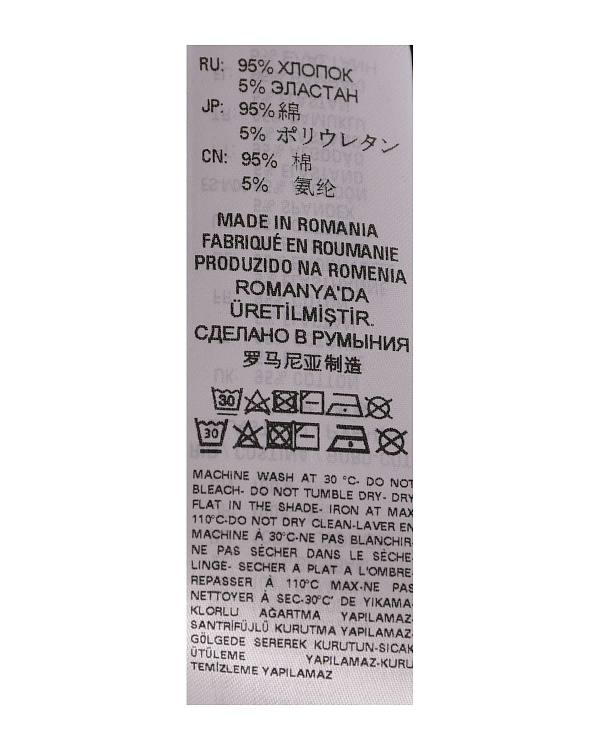 RU: 95% ХЛОПОК
5% ЭЛАСТАН
JP: 95% 綿
5% ポリウレタン
CN: 95% 棉
5% 氨纶
MADE IN ROMANIA
FABRIQUÉ EN ROUMANIE
PRODUZIDO NA ROMENIA
ROMANYA'DA
ÜRETİLMİŞTİR.
СДЕЛАНО В РУМЫНИЯ
罗马尼亚制造
30
30
MACHINE WASH AT 30 °C- DO NOT
BLEACH- DO NOT TUMBLE DRY- DRY
FLAT IN THE SHADE- IRON AT MAX
110°C-DO NOT DRY CLEAN-LAVER EN
MACHINE À 30°C-NE PAS BLANCHIR-
NE PAS SÉCHER DANS LE SÈCHE-
LINGE- SECHER A PLAT A L'OMBRE-
REPASSER À 110°C MAX-NE PAS
NETTOYER À SEC-30°C' DE YIKAMA-
KLORLU AĞARTMA YAPILAMAZ-
SANTRİFÜJLÜ KURUTMA YAPILAMAZ-
GÖLGEDE SEREREK KURUTUN-SICAK
ÜTÜLEME YAPILAMAZ-KURU
TEMİZLEME YAPILAMAZ